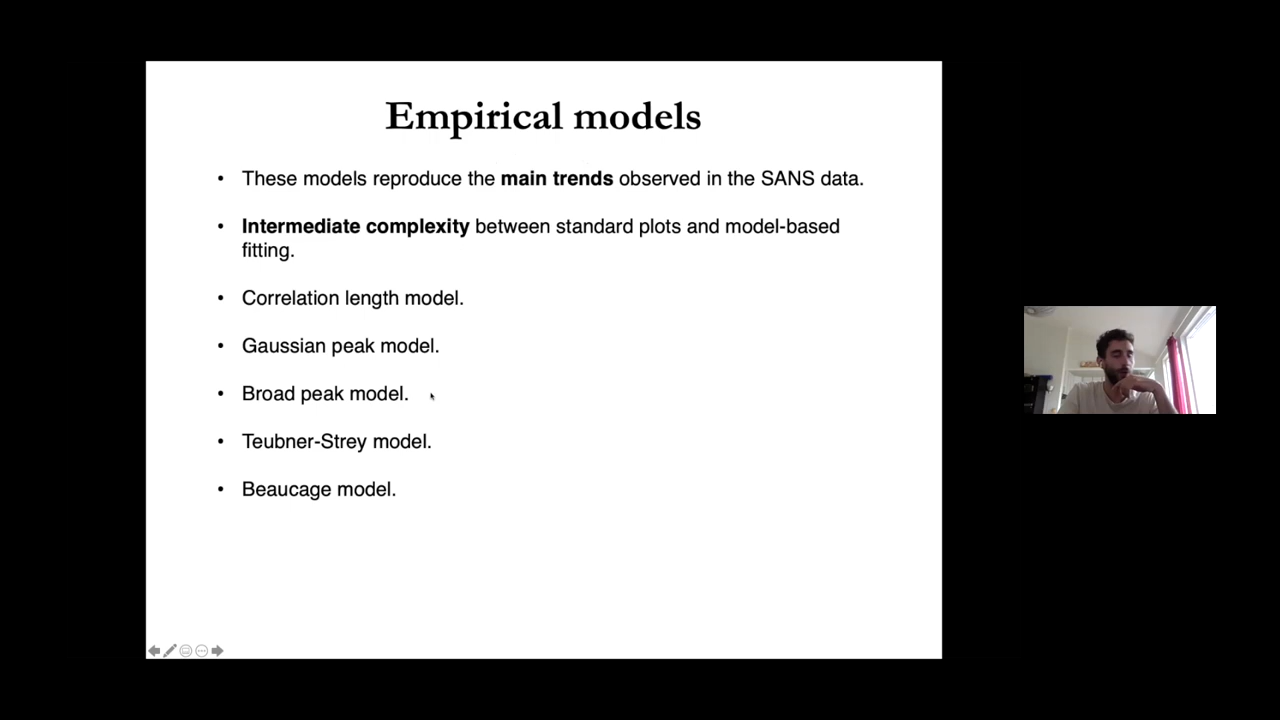 Empirical models
• These models reproduce the main trends observed in the SANS data.
• Intermediate complexity between standard plots and model-based
fitting.
• Correlation length model.
• Gaussian peak model.
• Broad peak model.
• Teubner-Strey model.
• Beaucage model.